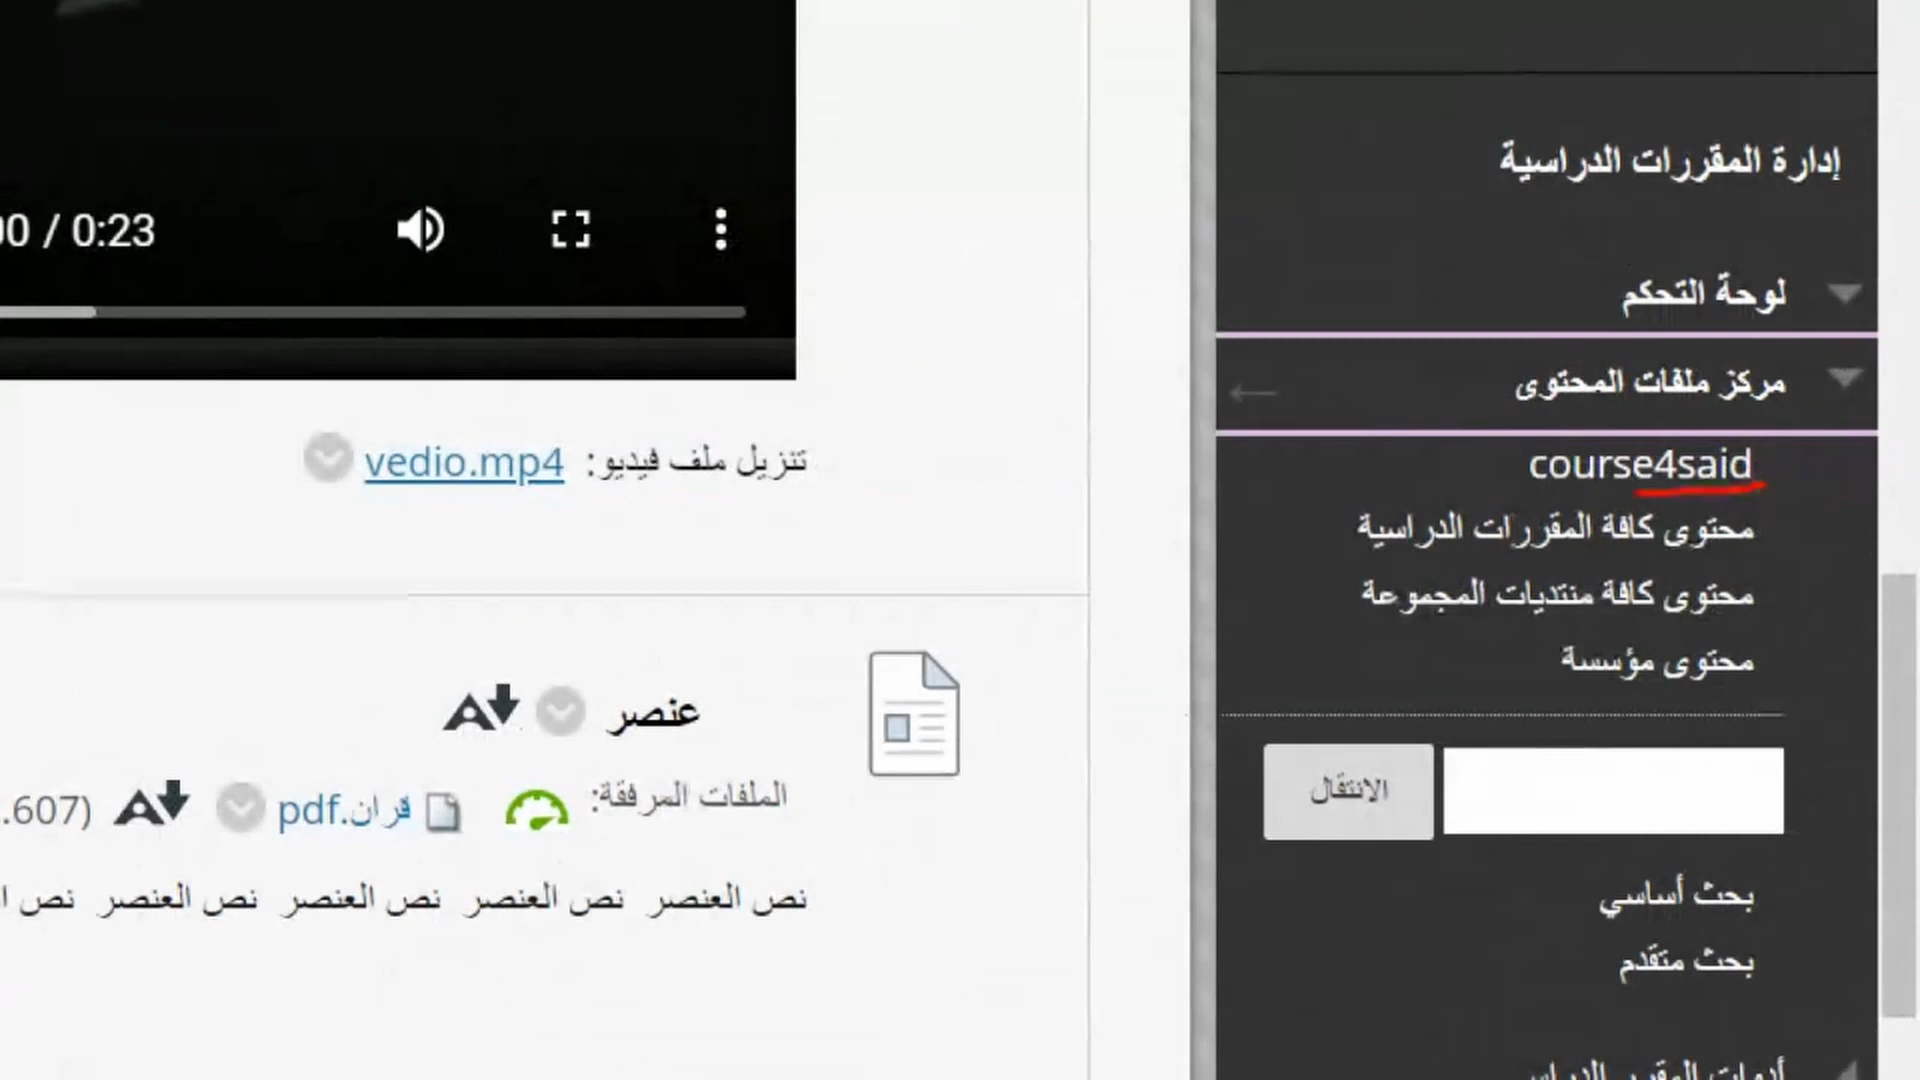 إدارة المقررات الدراسية
لوحة التحكم
مركز ملفات المحتوى
course4said
محتوى كافة المقررات الدراسية
محتوى كافة منتديات المجموعة
محتوى مؤسسة
الانتقال
بحث أساسي
بحث متقدم
/ 0:23
تنزيل ملف فيديو: vedio.mp4
عنصر
الملفات المرفقة: قران.pdf (607.
نص العنصر نص العنصر نص العنصر نص العنصر نص